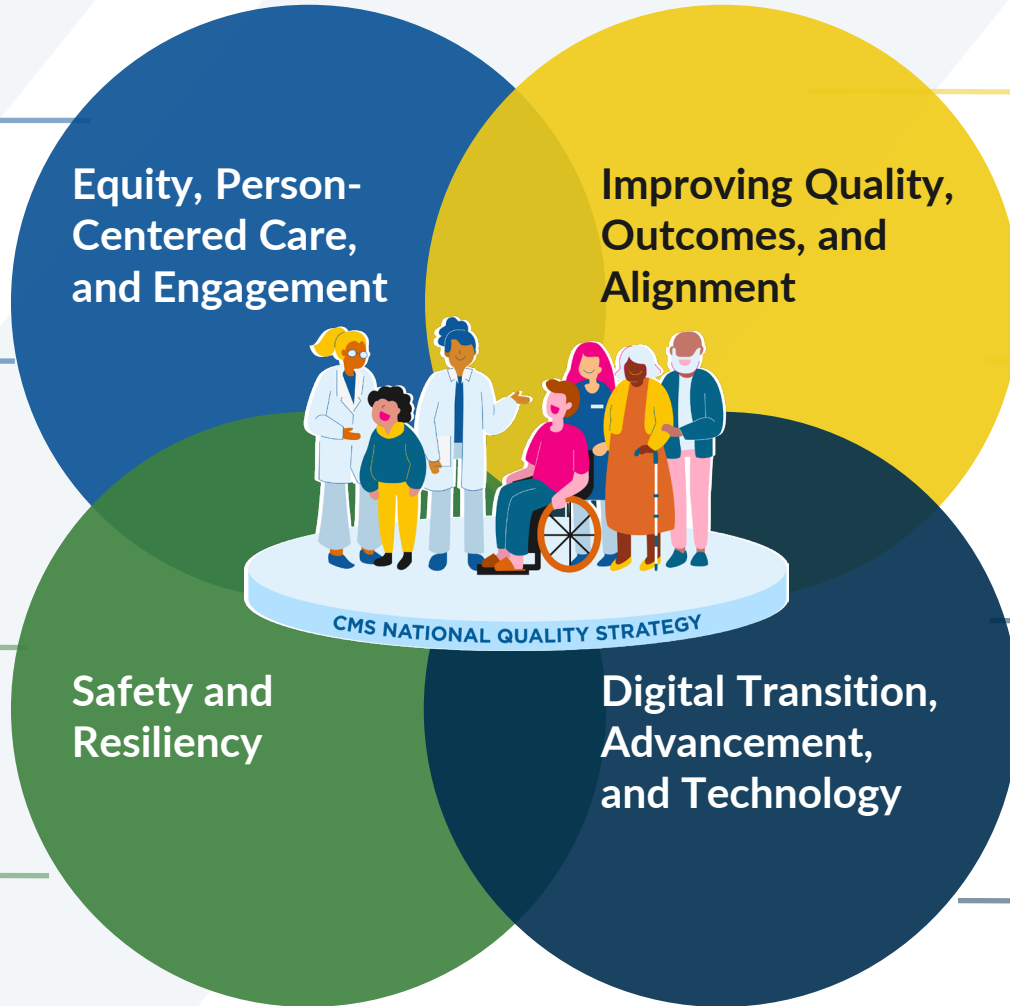 Equity, Person-
Centered Care,
and Engagement
Improving Quality,
Outcomes, and
Alignment
CMS NATIONAL QUALITY STRATEGY
Safety and
Resiliency
Digital Transition,
Advancement,
and Technology